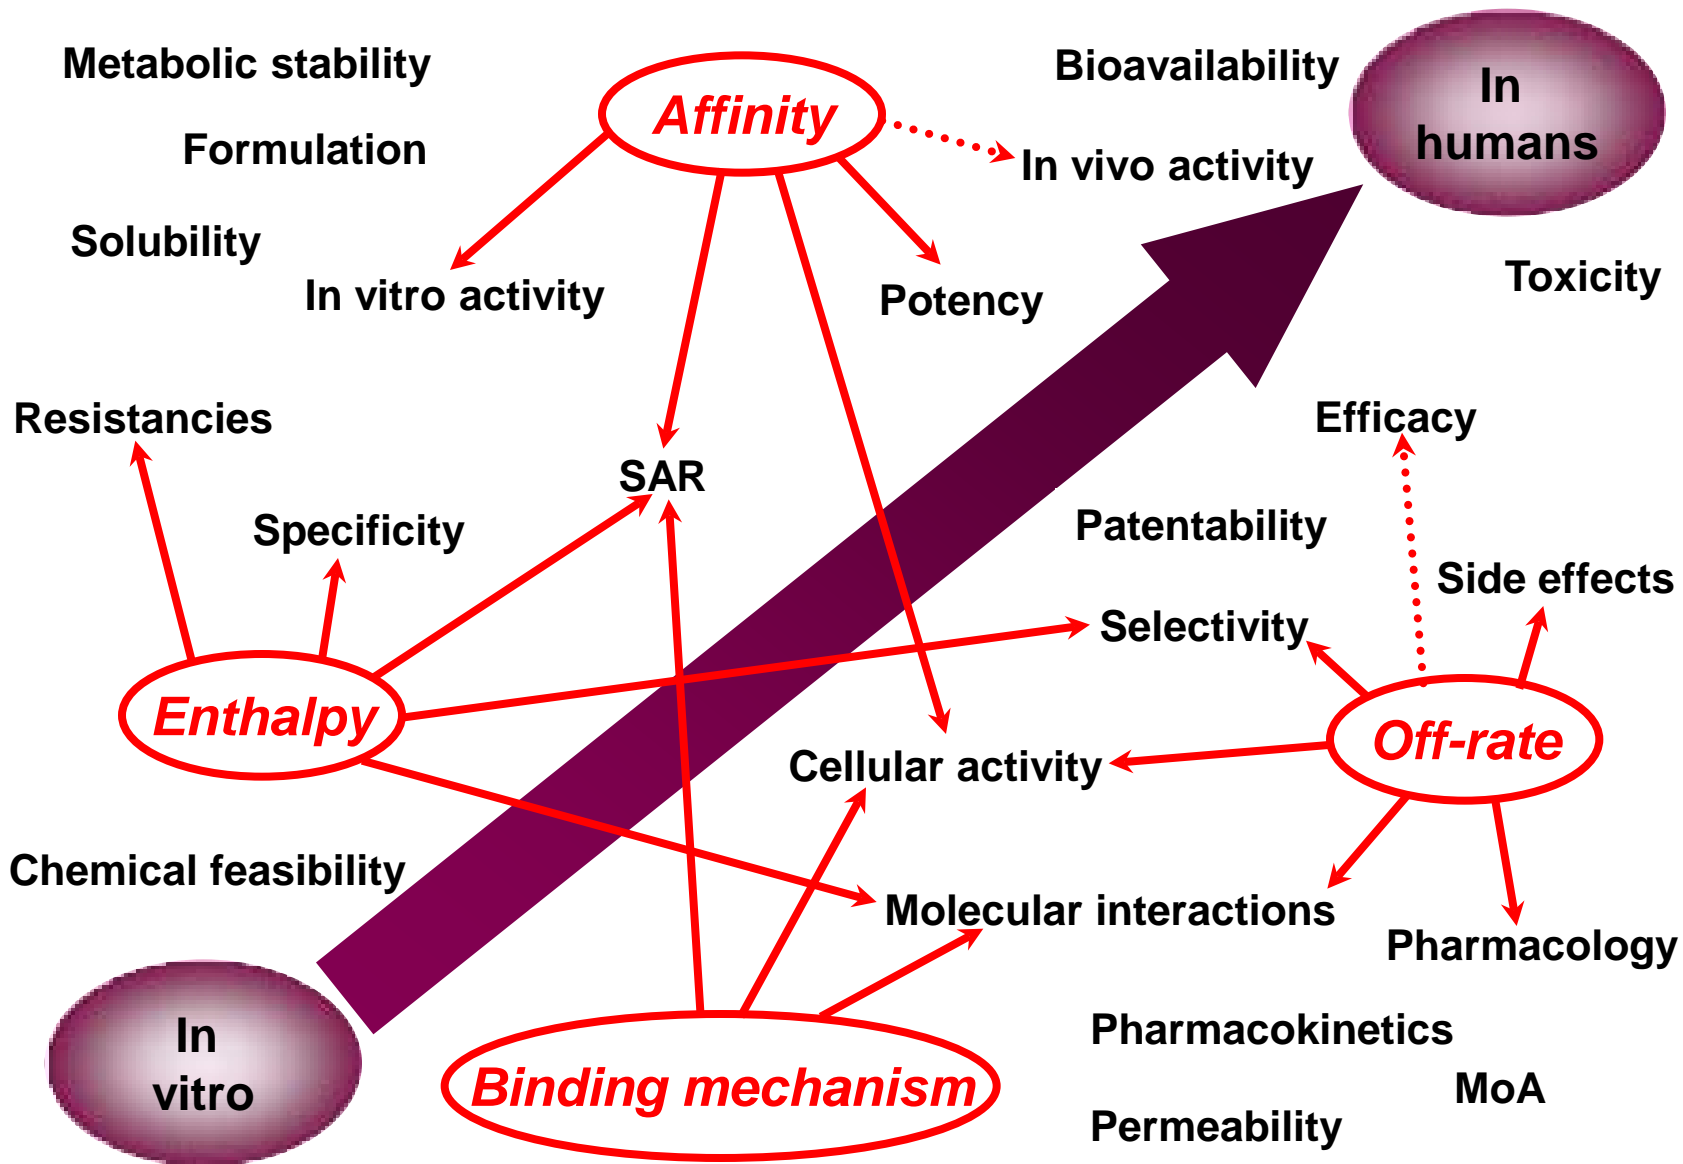 Metabolic stability
Affinity
Bioavailability
In
humans
Formulation
In vivo activity
Solubility
In vitro activity
Potency
Toxicity
Resistancies
Efficacy
SAR
Specificity
Patentability
Side effects
Selectivity
Enthalpy
Off-rate
Cellular activity
Chemical feasibility
Molecular interactions
Pharmacology
In
vitro
Pharmacokinetics
Binding mechanism
MoA
Permeability